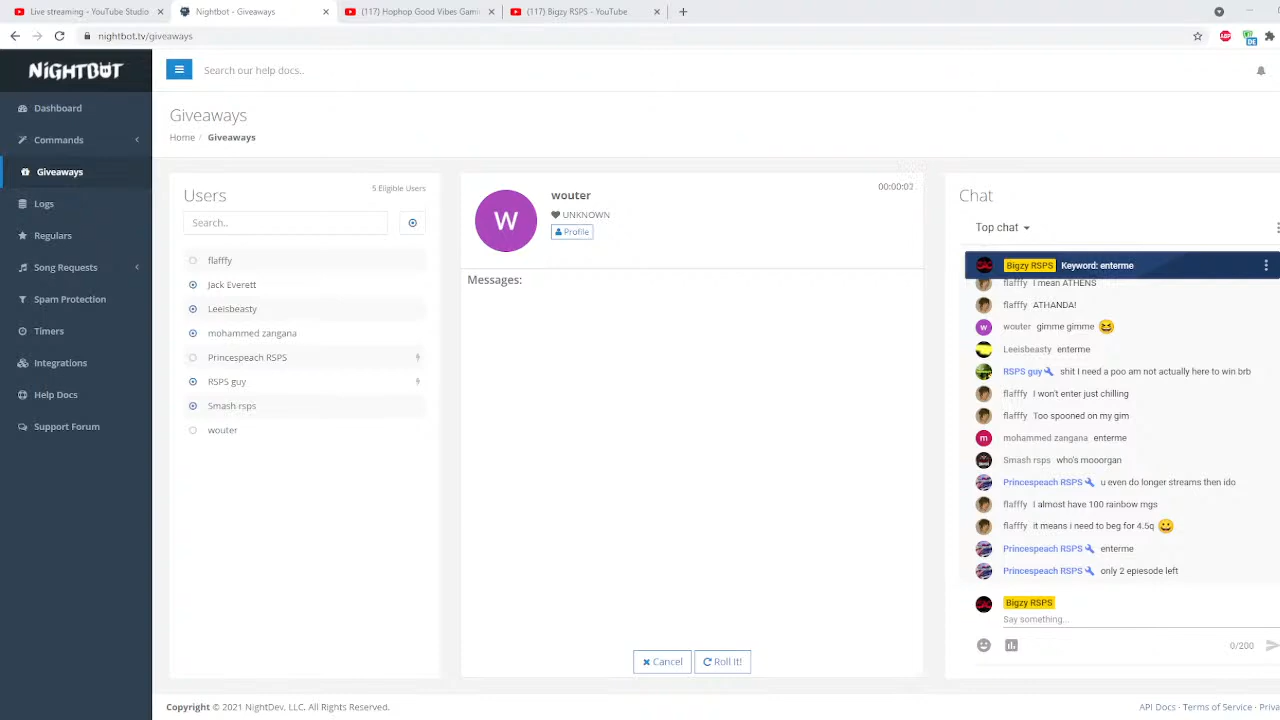 Live streaming - YouTube Studio
Nightbot - Giveaways
(117) Hophop Good Vibes Gami
(117) Bigzy RSPS - YouTube
nightbot.tv/giveaways
NIGHTBOT
Search our help docs..
Dashboard
Commands
Giveaways
Logs
Regulars
Song Requests
Spam Protection
Timers
Integrations
Help Docs
Support Forum
Giveaways
Home / Giveaways
Users
5 Eligible Users
Search..
flafffy
Jack Everett
Leeisbeasty
mohammed zangana
Princespeach RSPS
RSPS guy
Smash rsps
wouter
W
wouter
UNKNOWN
Profile
00:00:02
Messages:
Cancel
Roll It!
Chat
Top chat
Bigzy RSPS Keyword: enterme
flafffy I mean ATHENS
flafffy ATHANDA!
w wouter gimme gimme 😆
Leeisbeasty enterme
RSPS guy shit I need a poo am not actually here to win brb
flafffy I won't enter just chilling
flafffy Too spooned on my gim
m mohammed zangana enterme
Smash rsps who's mooorgan
Princespeach RSPS u even do longer streams then ido
flafffy I almost have 100 rainbow mgs
flafffy it means i need to beg for 4.5q 😀
Princespeach RSPS enterme
Princespeach RSPS only 2 episode left
Bigzy RSPS
Say something...
0/200
Copyright © 2021 NightDev, LLC. All Rights Reserved.
API Docs · Terms of Service · Priva